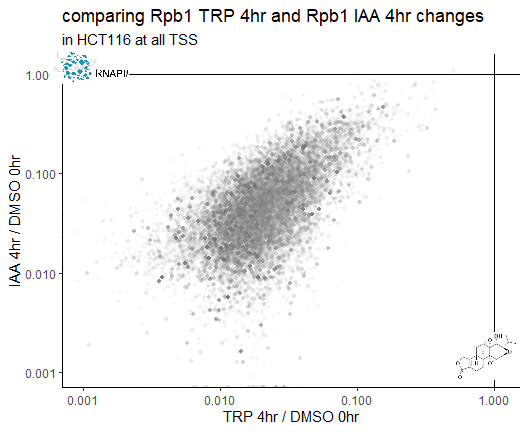 comparing Rpb1 TRP 4hr and Rpb1 IAA 4hr changes
in HCT116 at all TSS
1.00
RNAPII
0.100
0.010
0.001
IAA 4hr / DMSO 0hr
0.001
0.010
0.100
1.000
TRP 4hr / DMSO 0hr